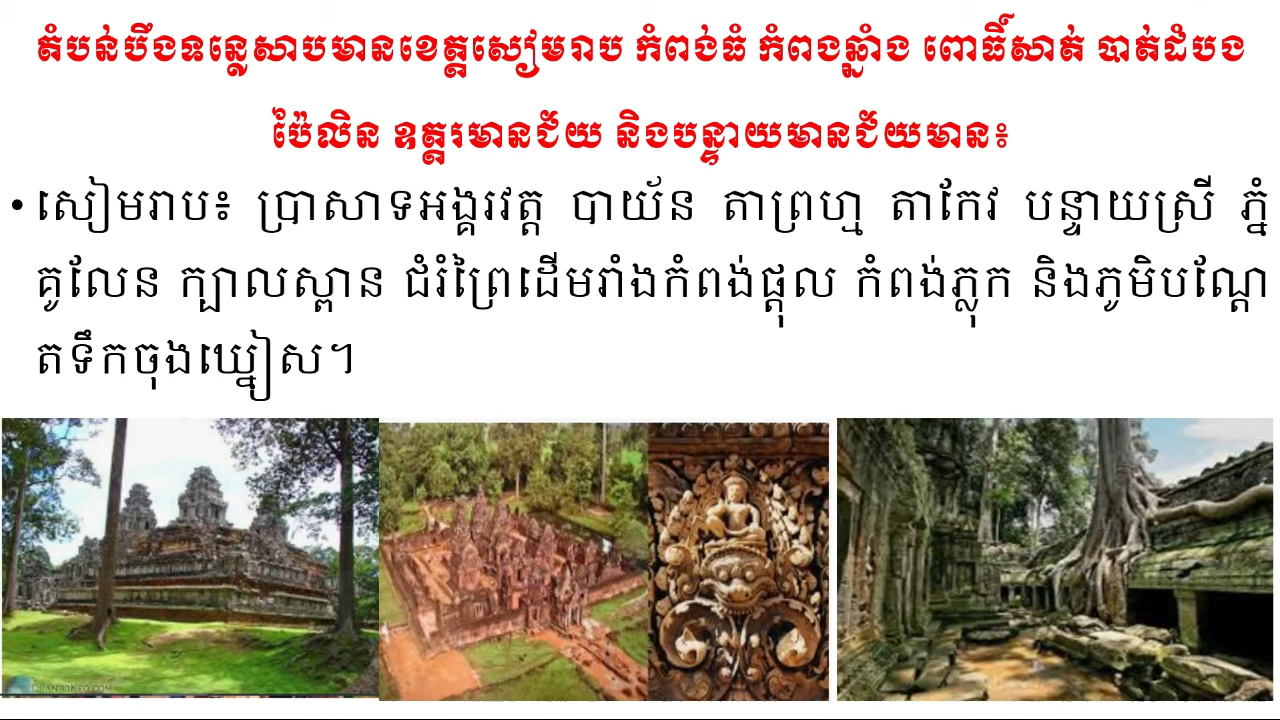 តំបន់បឹងទន្លេសាបមានខេត្តសៀមរាប កំពង់ធំ កំពងឆ្នាំង ពោធិ៍សាត់ បាត់ដំបង
ប៉ៃលិន ឧត្តរមានជ័យ និងបន្ទាយមានជ័យមាន៖
• សៀមរាប៖ ប្រាសាទអង្គរវត្ត បាយ័ន តាព្រហ្ម តាកែវ បន្ទាយស្រី ភ្នំ
គូលែន ក្បាលស្ពាន ជំរំព្រៃដើមរាំងកំពង់ផ្តុល កំពង់ភ្លុក និងភូមិបណ្ដែ
តទឹកចុងឃ្នៀស។